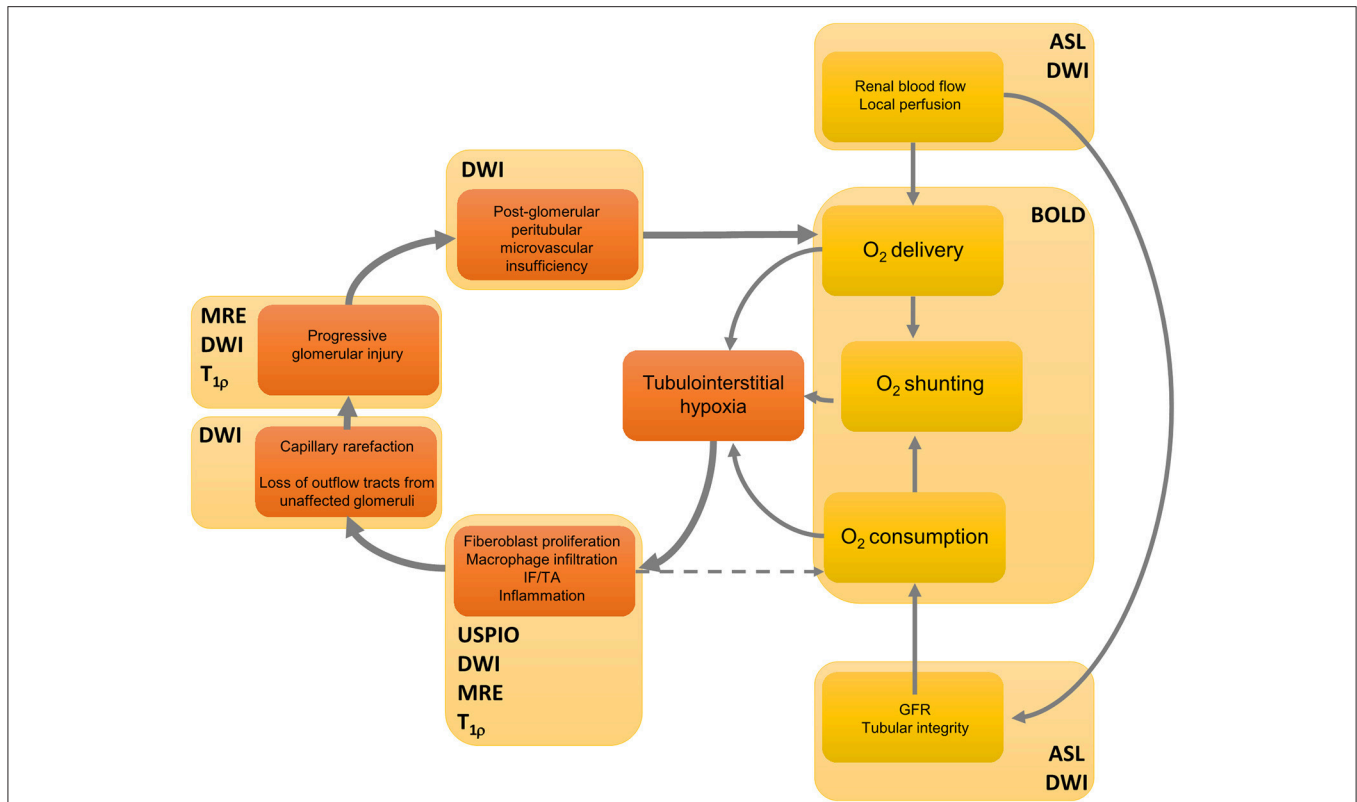 ASL
DWI
Renal blood flow
Local perfusion
DWI
Post-glomerular
peritubular
microvascular
insufficiency
BOLD
O₂ delivery
MRE
DWI
T₁ρ
Progressive
glomerular injury
Tubulointerstitial
hypoxia
O₂ shunting
DWI
Capillary rarefaction
Loss of outflow tracts from
unaffected glomeruli
Fiberoblast proliferation
Macrophage infiltration
IF/TA
Inflammation
USPIO
DWI
MRE
T₁ρ
O₂ consumption
GFR
Tubular integrity
ASL
DWI